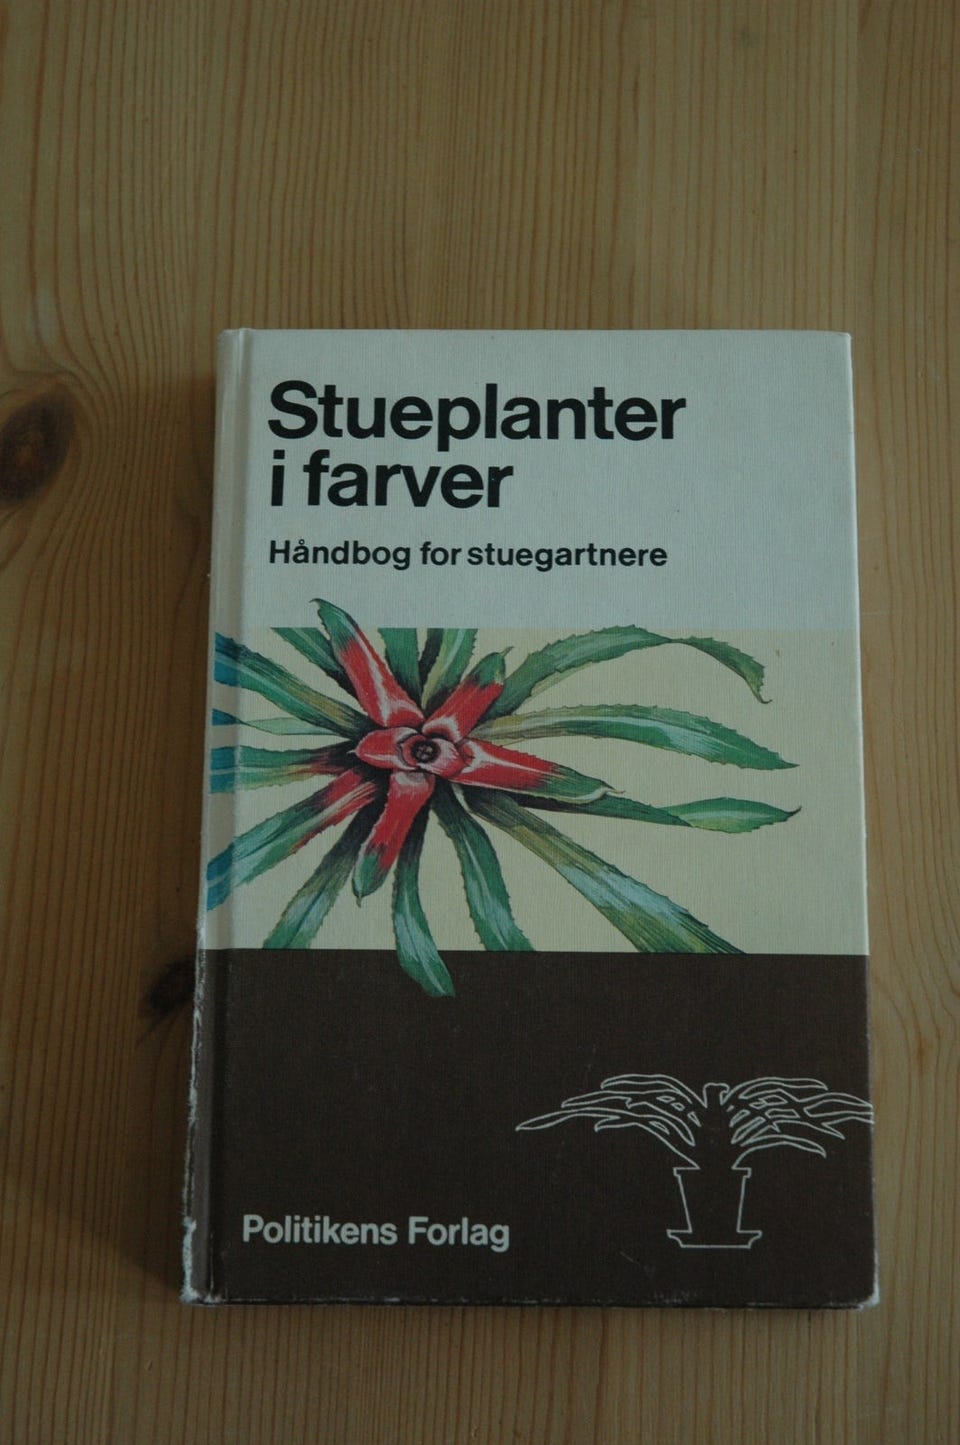 Stueplanter
i farver
Håndbog for stuegartnere
Politikens Forlag